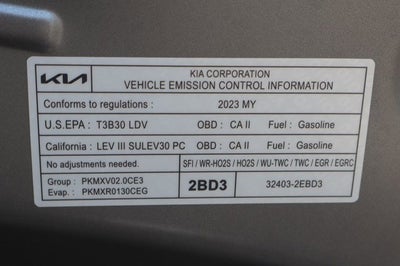 KIA
KIA CORPORATION
VEHICLE EMISSION CONTROL INFORMATION
Conforms to regulations : 2023 MY
U.S.EPA : T3B30 LDV OBD : CA II Fuel : Gasoline
California : LEV III SULEV30 PC OBD : CA II Fuel : Gasoline
No adjustments needed. SFI / WR-HO2S / HO2S / WU-TWC / TWC / EGR / EGRC
Group : PKMXV02.0CE3
Evap. : PKMXR0130CEG
2BD3
32403-2EBD3